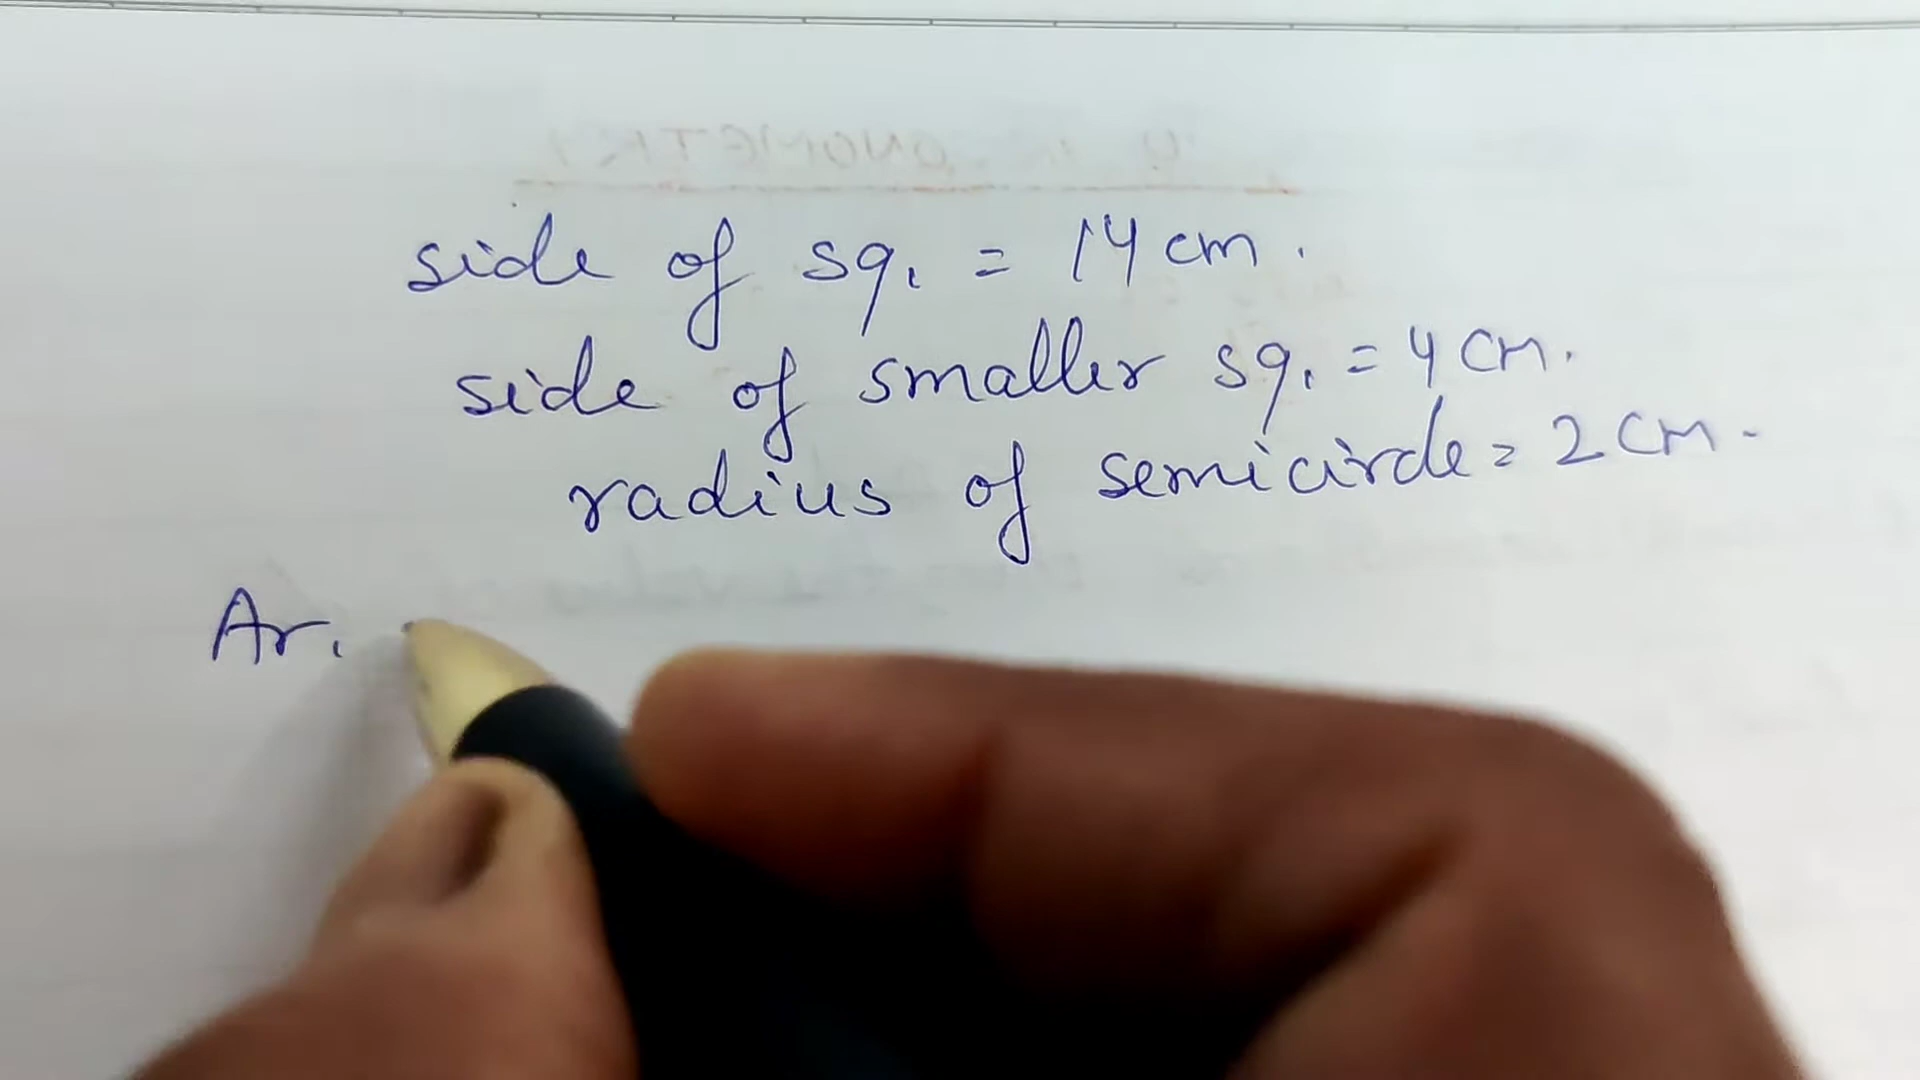 side of sq. = 14 cm.
side of smaller sq. = 4 cm.
radius of semicircle = 2 cm.
Ar.